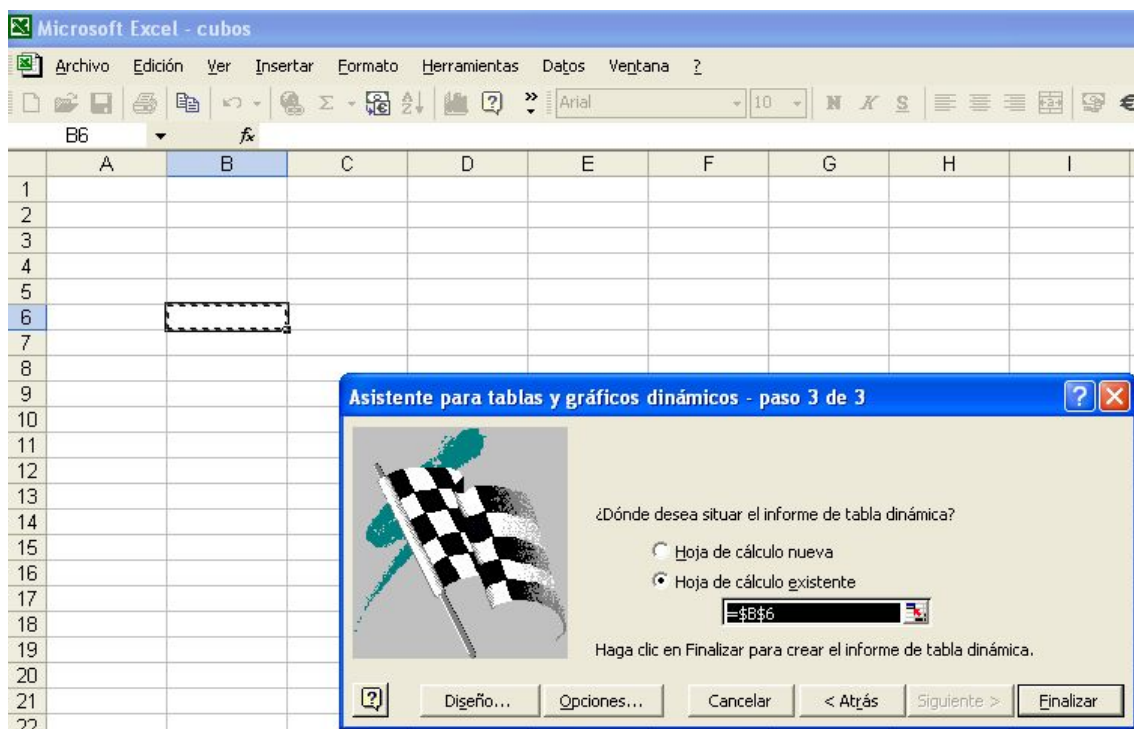 Microsoft Excel - cubos
Archivo Edición Ver Insertar Formato Herramientas Datos Ventana ?
Arial 10 N K S €
B6 fx
A B C D E F G H I
1
2
3
4
5
6
7
8
9
10
11
12
13
14
15
16
17
18
19
20
21
22
Asistente para tablas y gráficos dinámicos - paso 3 de 3
¿Dónde desea situar el informe de tabla dinámica?
Hoja de cálculo nueva
Hoja de cálculo existente
=$B$6
Haga clic en Finalizar para crear el informe de tabla dinámica.
Diseño... Opciones... Cancelar < Atrás Siguiente > Finalizar